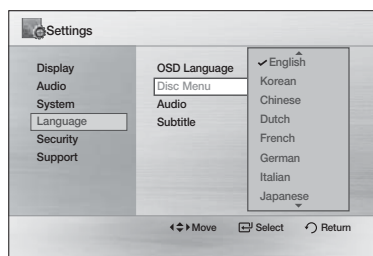 Settings
Display
Audio
System
Language
Security
Support
OSD Language
Disc Menu
Audio
Subtitle
English
Korean
Chinese
Dutch
French
German
Italian
Japanese
Move Select Return